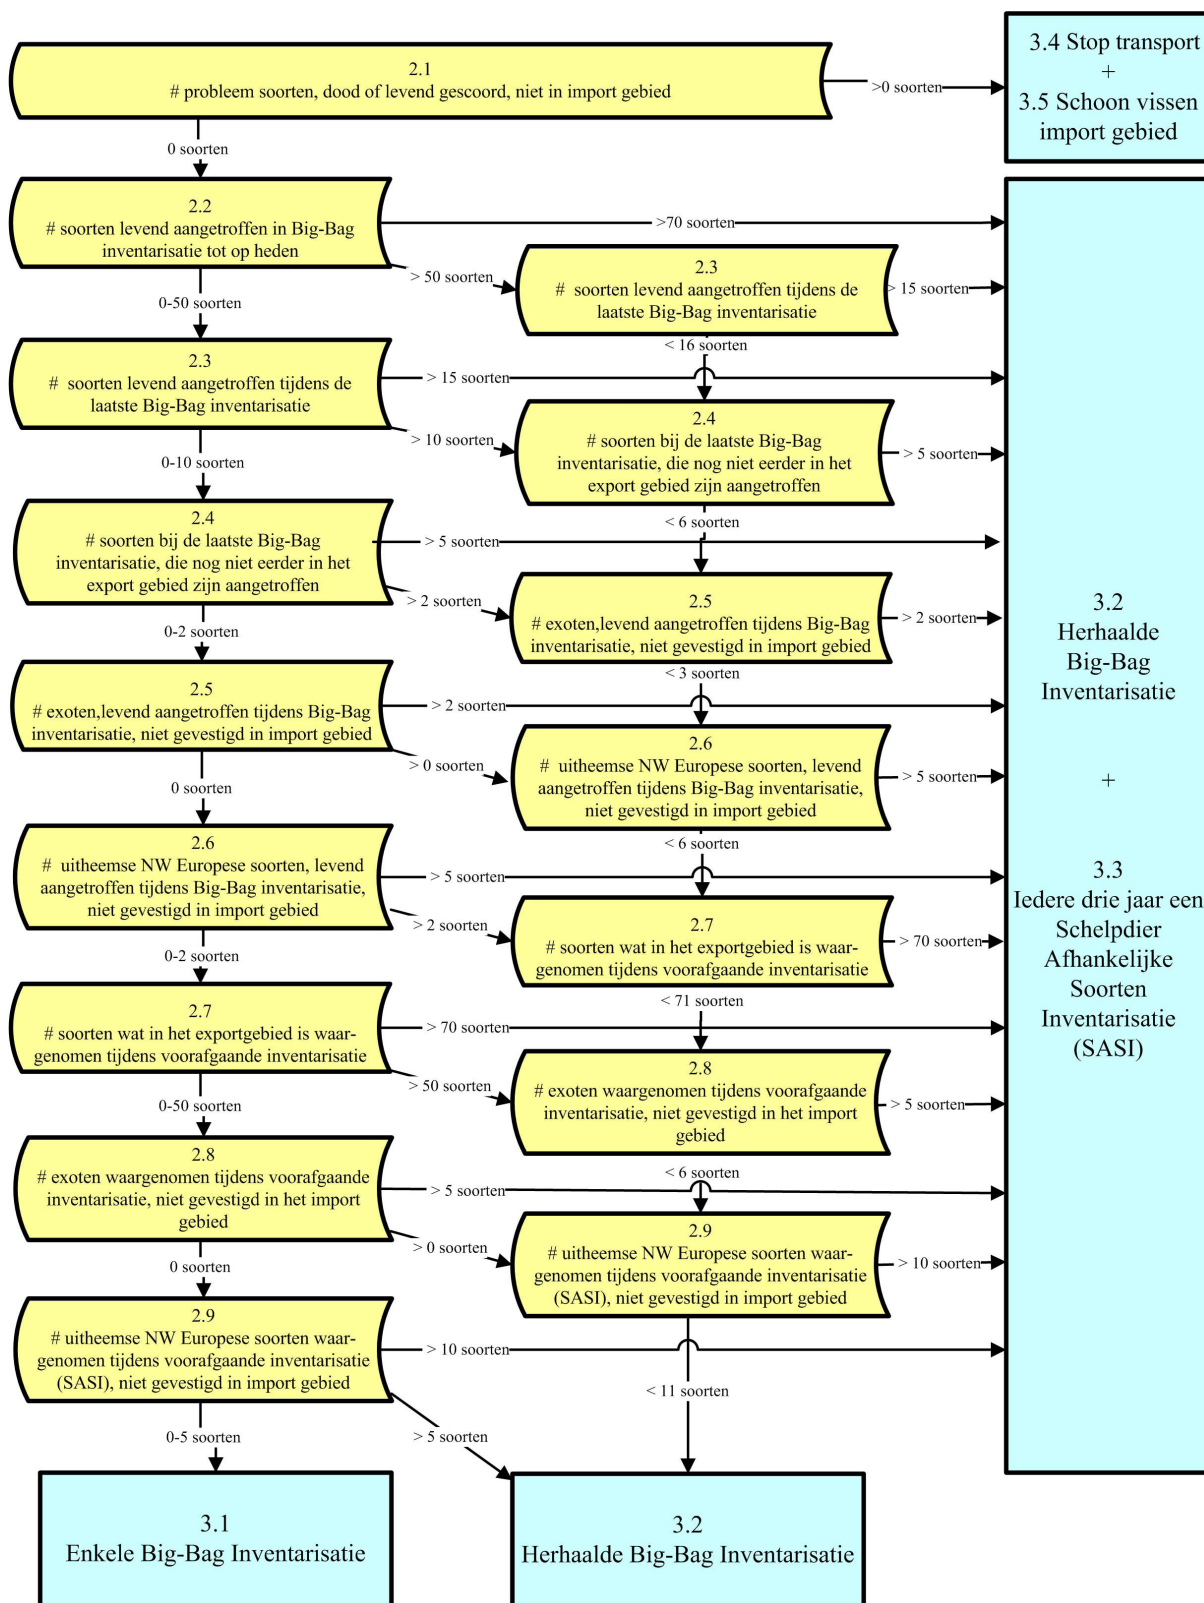 2.1
# probleem soorten, dood of levend gescoord, niet in import gebied
>0 soorten
3.4 Stop transport
+
3.5 Schoon vissen
import gebied
0 soorten
2.2
# soorten levend aangetroffen in Big-Bag
inventarisatie tot op heden
>70 soorten
> 50 soorten
2.3
# soorten levend aangetroffen tijdens de
laatste Big-Bag inventarisatie
> 15 soorten
0-50 soorten
< 16 soorten
2.3
# soorten levend aangetroffen tijdens de
laatste Big-Bag inventarisatie
> 15 soorten
> 10 soorten
2.4
# soorten bij de laatste Big-Bag
inventarisatie, die nog niet eerder in het
export gebied zijn aangetroffen
> 5 soorten
0-10 soorten
< 6 soorten
2.4
# soorten bij de laatste Big-Bag
inventarisatie, die nog niet eerder in het
export gebied zijn aangetroffen
> 5 soorten
> 2 soorten
2.5
# exoten,levend aangetroffen tijdens Big-Bag
inventarisatie, niet gevestigd in import gebied
> 2 soorten
0-2 soorten
< 3 soorten
2.5
# exoten,levend aangetroffen tijdens Big-Bag
inventarisatie, niet gevestigd in import gebied
> 2 soorten
> 0 soorten
2.6
# uitheemse NW Europese soorten, levend
aangetroffen tijdens Big-Bag inventarisatie,
niet gevestigd in import gebied
> 5 soorten
0 soorten
< 6 soorten
2.6
# uitheemse NW Europese soorten, levend
aangetroffen tijdens Big-Bag inventarisatie,
niet gevestigd in import gebied
> 5 soorten
> 2 soorten
2.7
# soorten wat in het exportgebied is waar-
genomen tijdens voorafgaande inventarisatie
> 70 soorten
0-2 soorten
< 71 soorten
2.7
# soorten wat in het exportgebied is waar-
genomen tijdens voorafgaande inventarisatie
> 70 soorten
> 50 soorten
2.8
# exoten waargenomen tijdens voorafgaande
inventarisatie, niet gevestigd in het import
gebied
> 5 soorten
0-50 soorten
< 6 soorten
2.8
# exoten waargenomen tijdens voorafgaande
inventarisatie, niet gevestigd in het import
gebied
> 5 soorten
> 0 soorten
2.9
# uitheemse NW Europese soorten waar-
genomen tijdens voorafgaande inventarisatie
(SASI), niet gevestigd in import gebied
> 10 soorten
0 soorten
2.9
# uitheemse NW Europese soorten waar-
genomen tijdens voorafgaande inventarisatie
(SASI), niet gevestigd in import gebied
> 10 soorten
< 11 soorten
0-5 soorten
> 5 soorten
3.1
Enkele Big-Bag Inventarisatie
3.2
Herhaalde Big-Bag Inventarisatie
3.2
Herhaalde
Big-Bag
Inventarisatie
+
3.3
Iedere drie jaar een
Schelpdier
Afhankelijke
Soorten
Inventarisatie
(SASI)